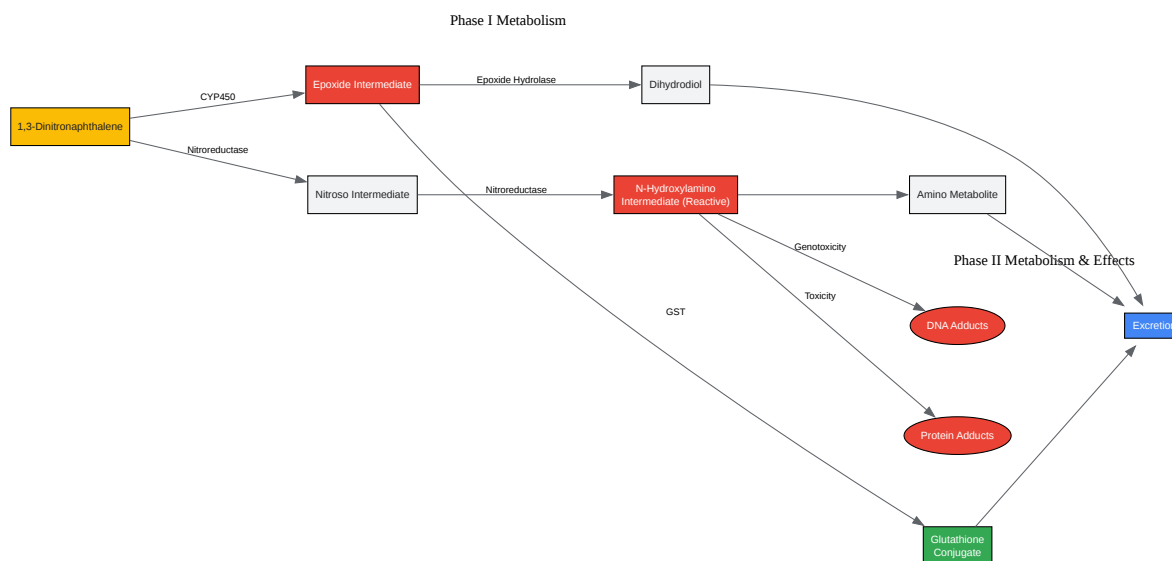 Phase I Metabolism
Epoxide Intermediate
Epoxide Hydrolase
Dihydrodiol
CYP450
1,3-Dinitronaphthalene
Nitroreductase
Nitroso Intermediate
Nitroreductase
N-Hydroxylamino
Intermediate (Reactive)
Amino Metabolite
Genotoxicity
Phase II Metabolism & Effects
Toxicity
GST
DNA Adducts
Excretion
Protein Adducts
Glutathione
Conjugate